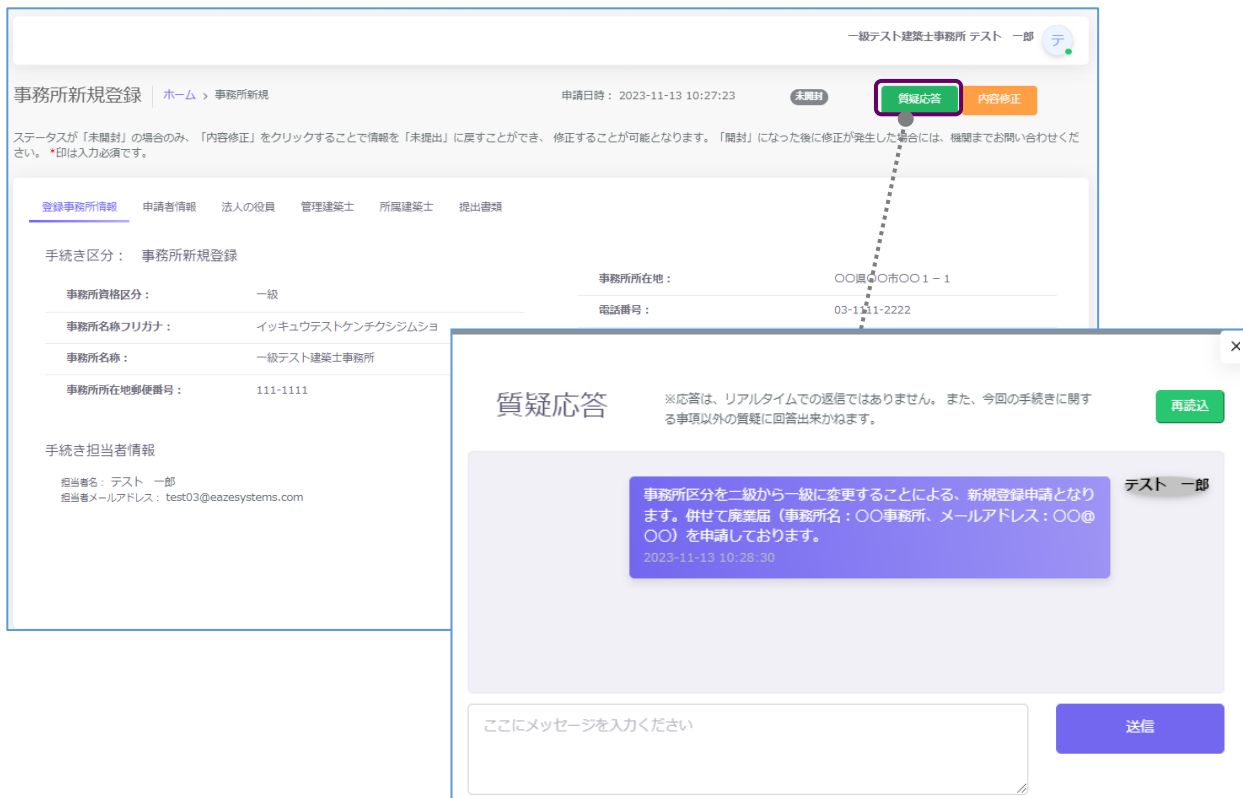 一級テスト建築士事務所 テスト　一郎
テ
事務所新規登録 ホーム › 事務所新規
申請日時： 2023-11-13 10:27:23
未開封
質疑応答
内容修正
ステータスが「未開封」の場合のみ、「内容修正」をクリックすることで情報を「未提出」に戻すことができ、 修正することが可能となります。「開封」になった後に修正が発生した場合には、機関までお問い合わせくだ
さい。 *印は入力必須です。
登録事務所情報 申請者情報 法人の役員 管理建築士 所属建築士 提出書類
手続き区分： 事務所新規登録
事務所資格区分： 一級
事務所名称フリガナ： イッキュウテストケンチクシジムショ
事務所名称： 一級テスト建築士事務所
事務所所在地郵便番号： 111-1111
事務所所在地： 〇〇県〇〇市〇〇１－１
電話番号： 03-1111-2222
手続き担当者情報
担当者名： テスト　一郎
担当者メールアドレス： test03@eazesystems.com
×
質疑応答
※応答は、リアルタイムでの返信ではありません。 また、今回の手続きに関す
る事項以外の質疑に回答出来かねます。
再読込
事務所区分を二級から一級に変更することによる、新規登録申請となり
ます。併せて廃業届（事務所名：〇〇事務所、メールアドレス：〇〇@
〇〇）を申請しております。
2023-11-13 10:28:30
テスト　一郎
ここにメッセージを入力ください
送信